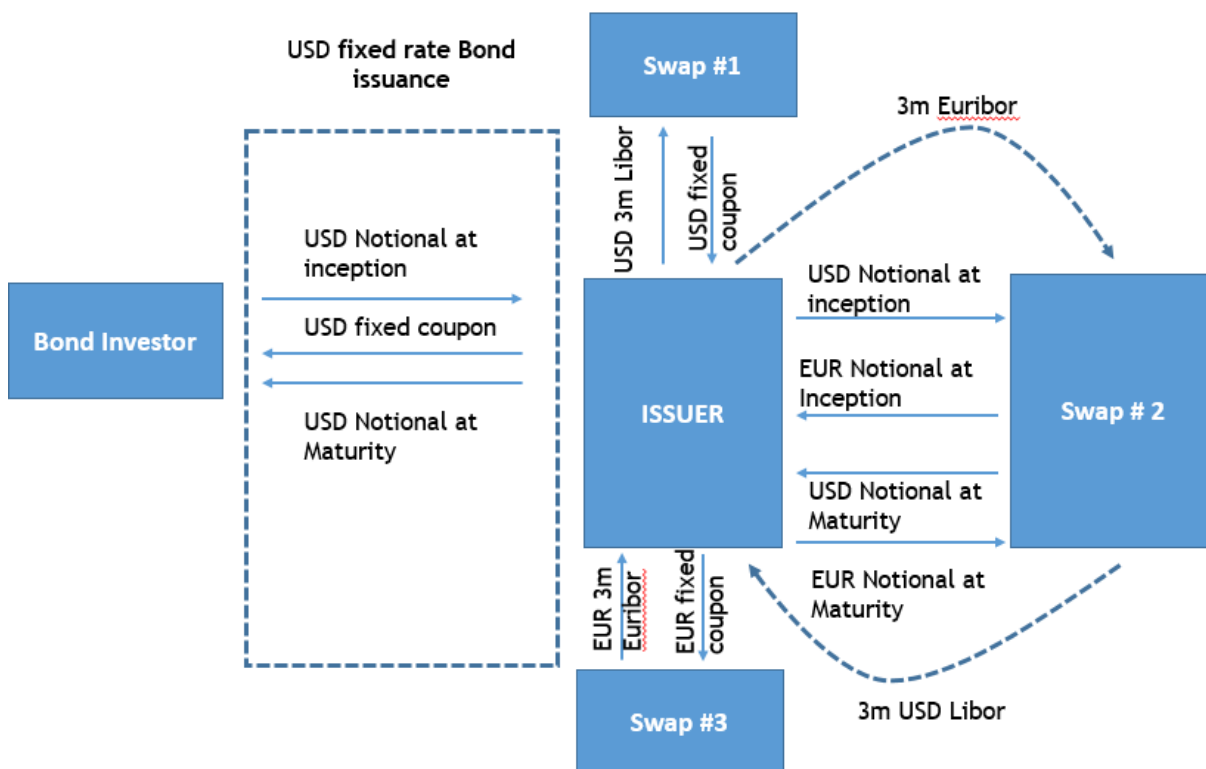 USD fixed rate Bond
issuance
Swap #1
3m Euribor
USD 3m Libor
USD fixed
coupon
USD Notional at
inception
USD fixed coupon
USD Notional at
Maturity
Bond Investor
ISSUER
USD Notional at
inception
EUR Notional at
Inception
USD Notional at
Maturity
EUR Notional at
Maturity
Swap # 2
EUR 3m
Euribor
EUR fixed
coupon
Swap #3
3m USD Libor